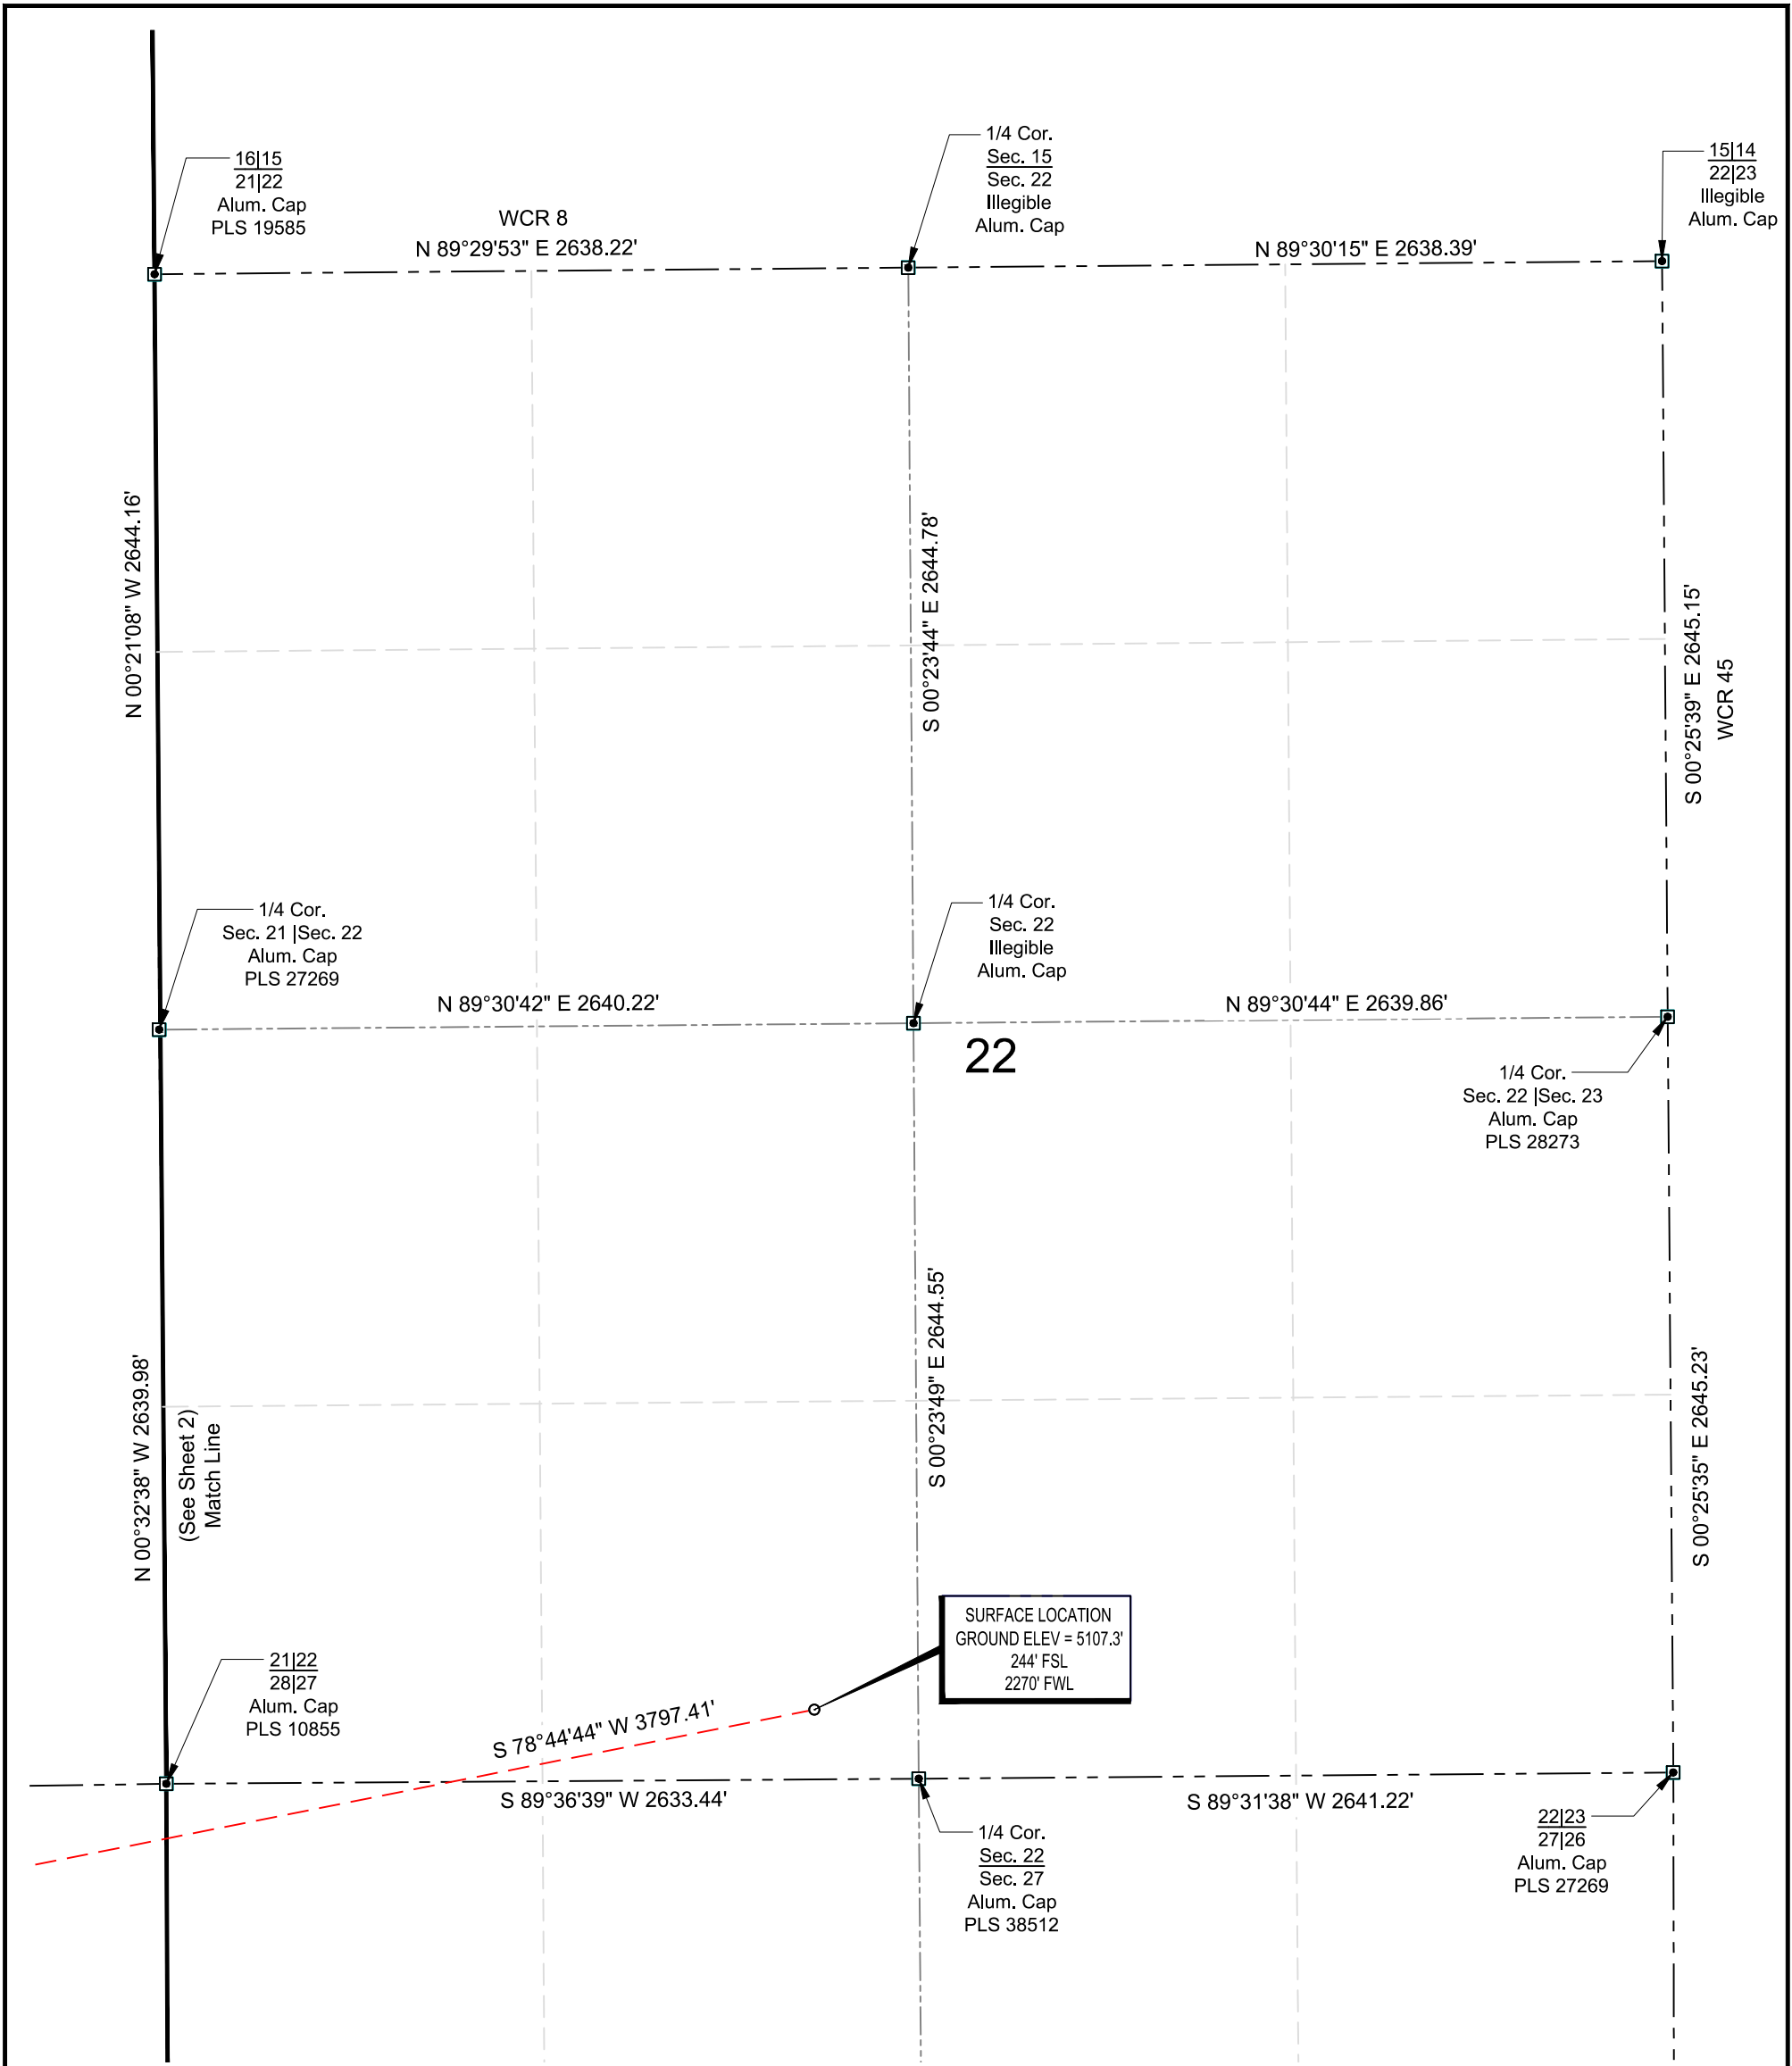 16|15
21|22
Alum. Cap
PLS 19585
WCR 8
N 89°29'53" E 2638.22'
1/4 Cor.
Sec. 15
Sec. 22
Illegible
Alum. Cap
N 89°30'15" E 2638.39'
15|14
22|23
Illegible
Alum. Cap
N 00°21'08" W 2644.16'
S 00°23'44" E 2644.78'
S 00°25'39" E 2645.15'
WCR 45
1/4 Cor.
Sec. 21 |Sec. 22
Alum. Cap
PLS 27269
N 89°30'42" E 2640.22'
1/4 Cor.
Sec. 22
Illegible
Alum. Cap
N 89°30'44" E 2639.86'
22
1/4 Cor.
Sec. 22 |Sec. 23
Alum. Cap
PLS 28273
N 00°32'38" W 2639.98'
(See Sheet 2)
Match Line
S 00°23'49" E 2644.55'
S 00°25'35" E 2645.23'
SURFACE LOCATION
GROUND ELEV = 5107.3'
244' FSL
2270' FWL
21|22
28|27
Alum. Cap
PLS 10855
S 78°44'44" W 3797.41'
S 89°36'39" W 2633.44'
S 89°31'38" W 2641.22'
1/4 Cor.
Sec. 22
Sec. 27
Alum. Cap
PLS 38512
22|23
27|26
Alum. Cap
PLS 27269